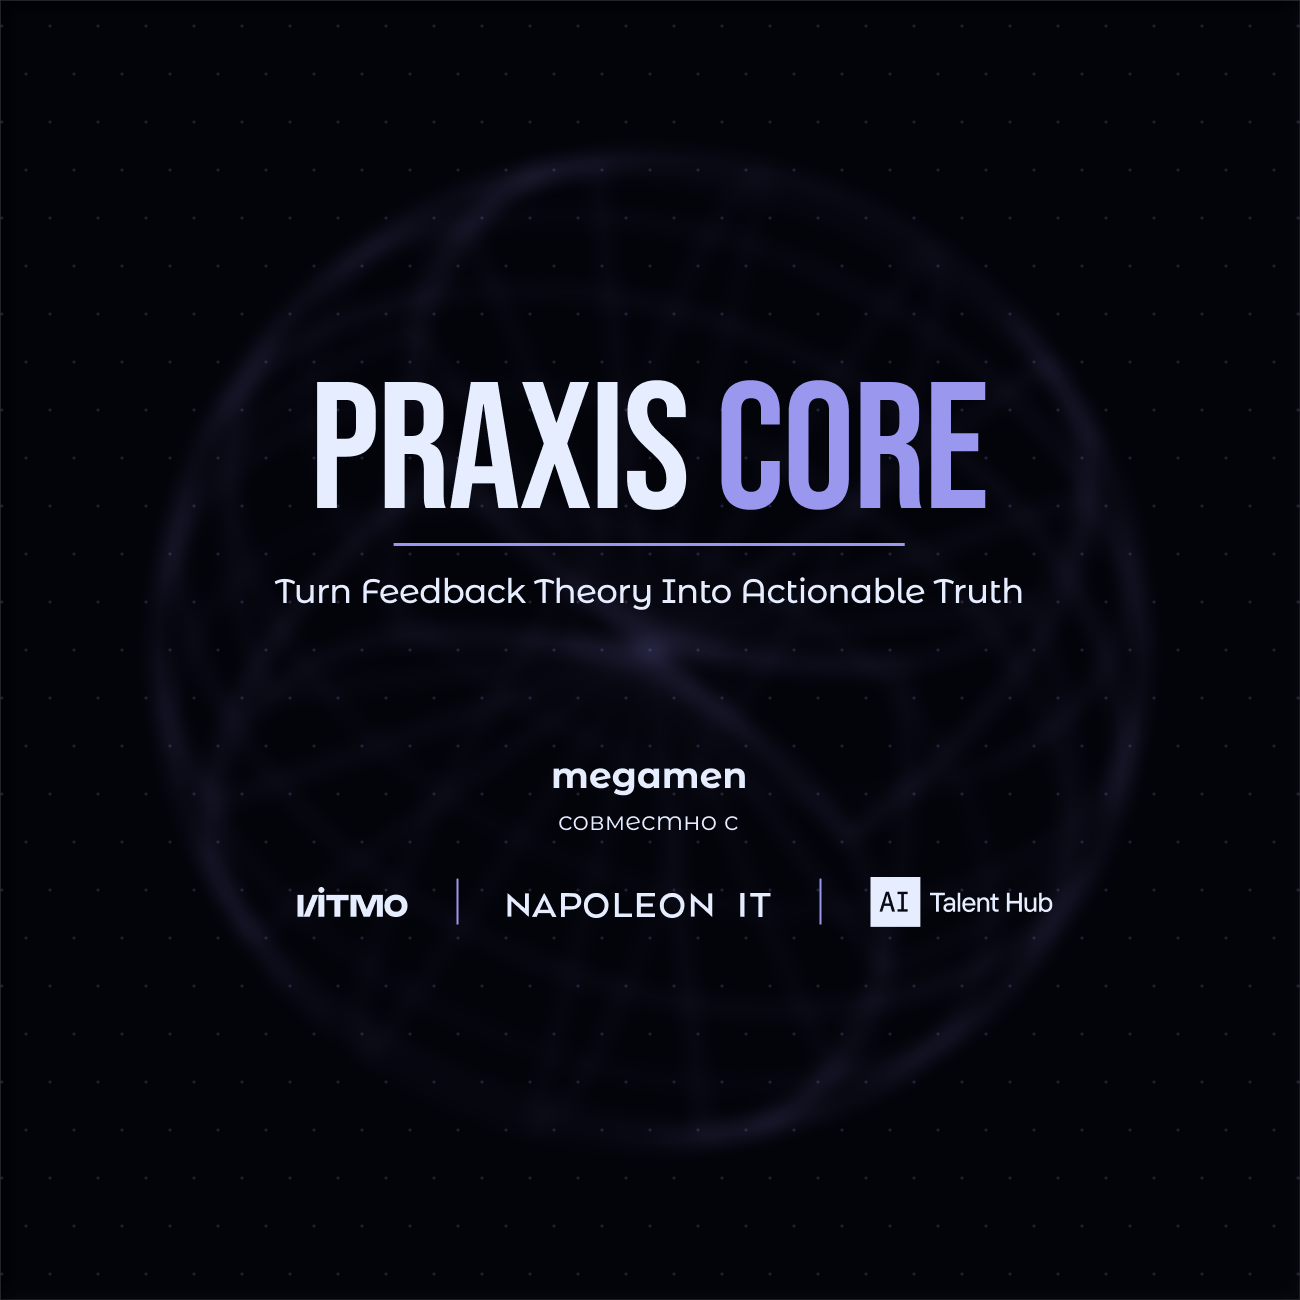 PRAXIS CORE
Turn Feedback Theory Into Actionable Truth
megamen
совместно с
ITMO
NAPOLEON IT
AI Talent Hub